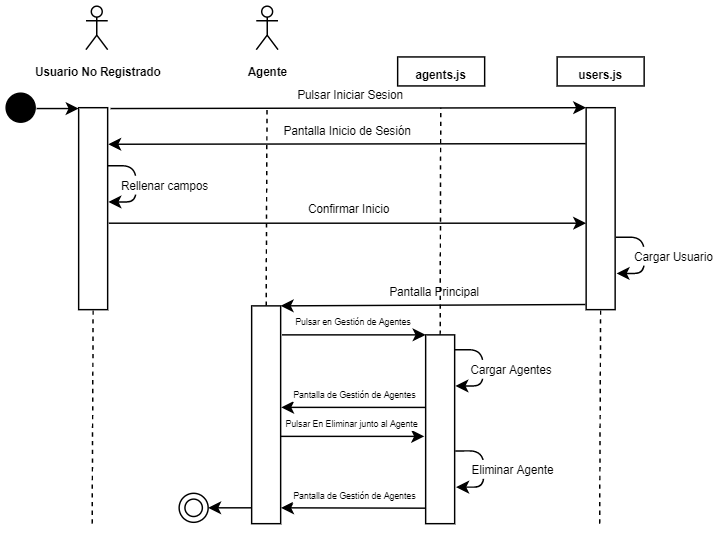 Usuario No Registrado
Agente
agents.js
users.js
Pulsar Iniciar Sesion
Pantalla Inicio de Sesión
Rellenar campos
Confirmar Inicio
Cargar Usuario
Pantalla Principal
Pulsar en Gestión de Agentes
Cargar Agentes
Pantalla de Gestión de Agentes
Pulsar En Eliminar junto al Agente
Eliminar Agente
Pantalla de Gestión de Agentes